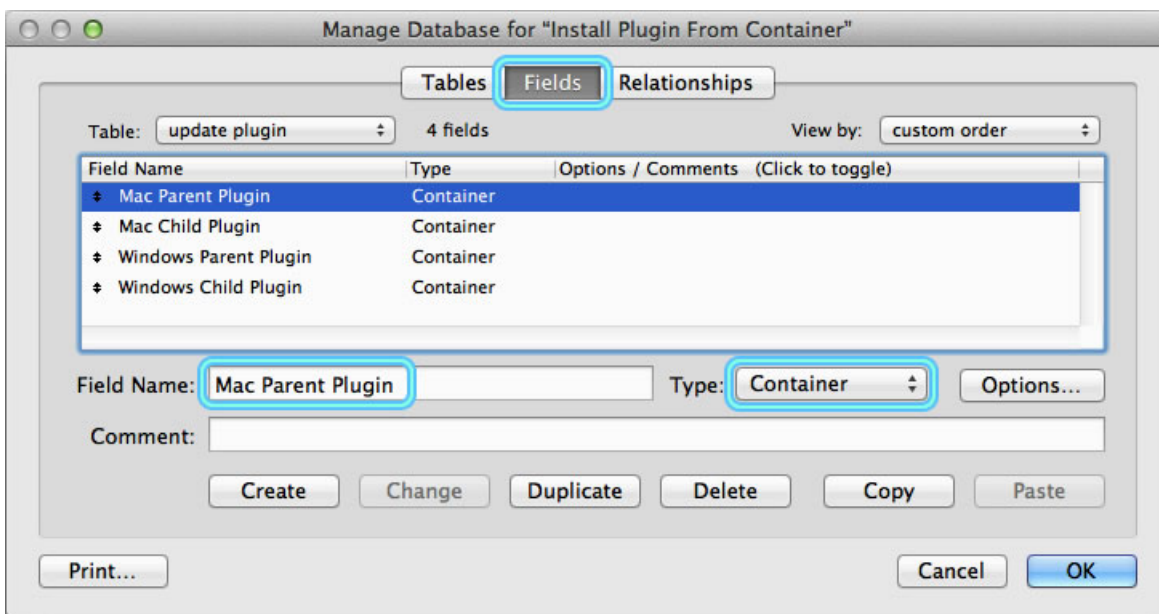 Manage Database for “Install Plugin From Container”
Tables Fields Relationships
Table: update plugin 4 fields View by: custom order
Field Name Type Options / Comments (Click to toggle)
Mac Parent Plugin Container
Mac Child Plugin Container
Windows Parent Plugin Container
Windows Child Plugin Container
Field Name: Mac Parent Plugin Type: Container Options...
Comment:
Create Change Duplicate Delete Copy Paste
Print... Cancel OK